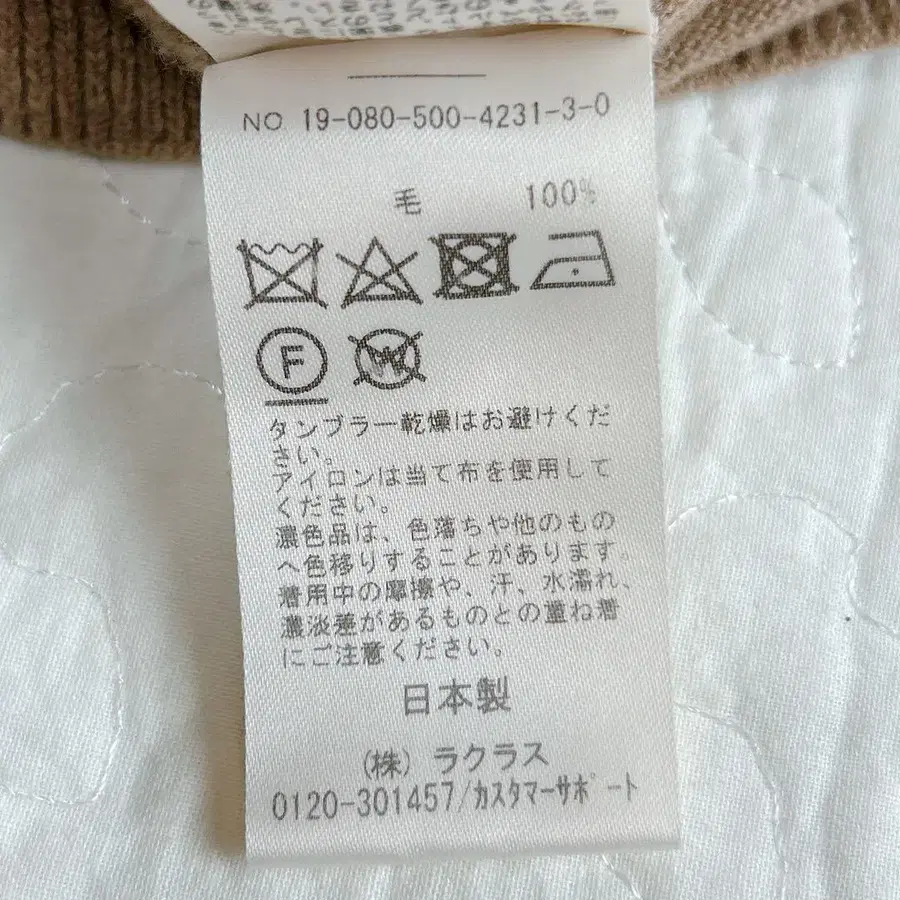 NO. 19-080-500-4231-3-0
毛 100%
F
W
タンブラー乾燥はお避けくだ
さい。
アイロンは当て布を使用して
ください。
濃色品は、色落ちや他のもの
へ色移りすることがあります。
着用中の摩擦や、汗、水濡れ、
濃淡差があるものとの重ね着
にご注意ください。
日本製
(株) ラクラス
0120-301457/カスタマーサポート